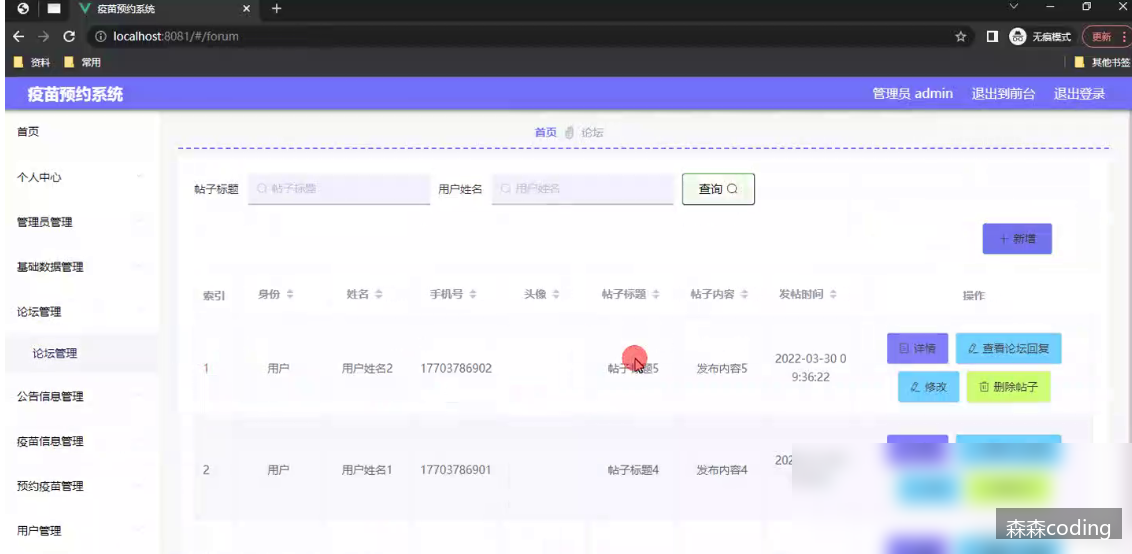 疫苗预约系统
localhost:8081/#/forum
无痕模式
更新
资料
常用
其他书签
疫苗预约系统
管理员 admin
退出到前台
退出登录
首页
个人中心
管理员管理
基础数据管理
论坛管理
论坛管理
公告信息管理
疫苗信息管理
预约疫苗管理
用户管理
首页 论坛
帖子标题 帖子标题 用户姓名 用户姓名 查询
新增
索引 身份 姓名 手机号 头像 帖子标题 帖子内容 发帖时间 操作
1 用户 用户姓名2 17703786902 帖子标题5 发布内容5 2022-03-30 0
9:36:22
详情 查看论坛回复
修改 删除帖子
2 用户 用户姓名1 17703786901 帖子标题4 发布内容4 202
森森coding